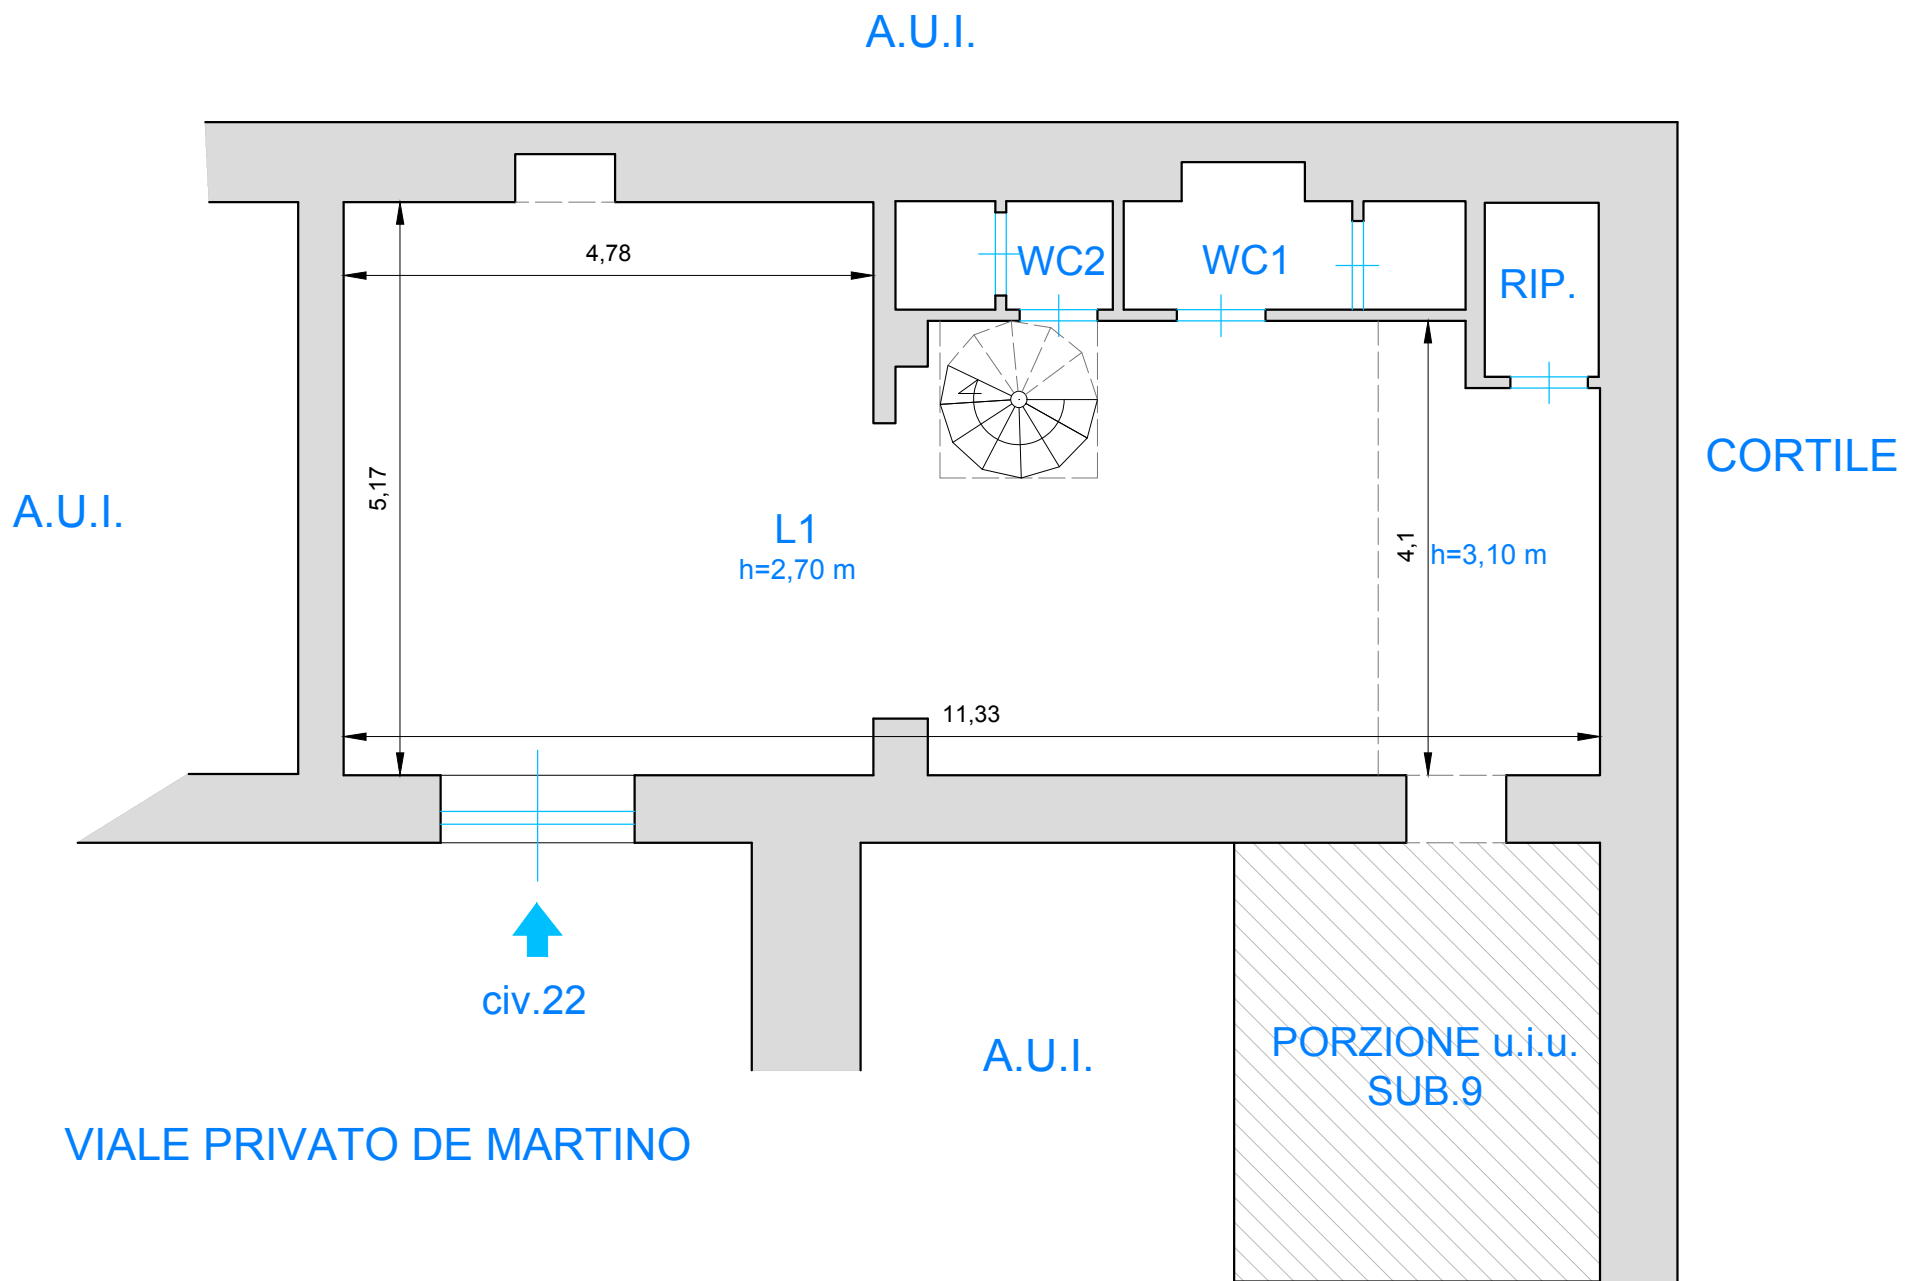 A.U.I.
4,78
WC2
WC1
RIP.
CORTILE
5,17
A.U.I.
L1
h=2,70 m
4,1
h=3,10 m
11,33
civ.22
A.U.I.
PORZIONE u.i.u.
SUB.9
VIALE PRIVATO DE MARTINO